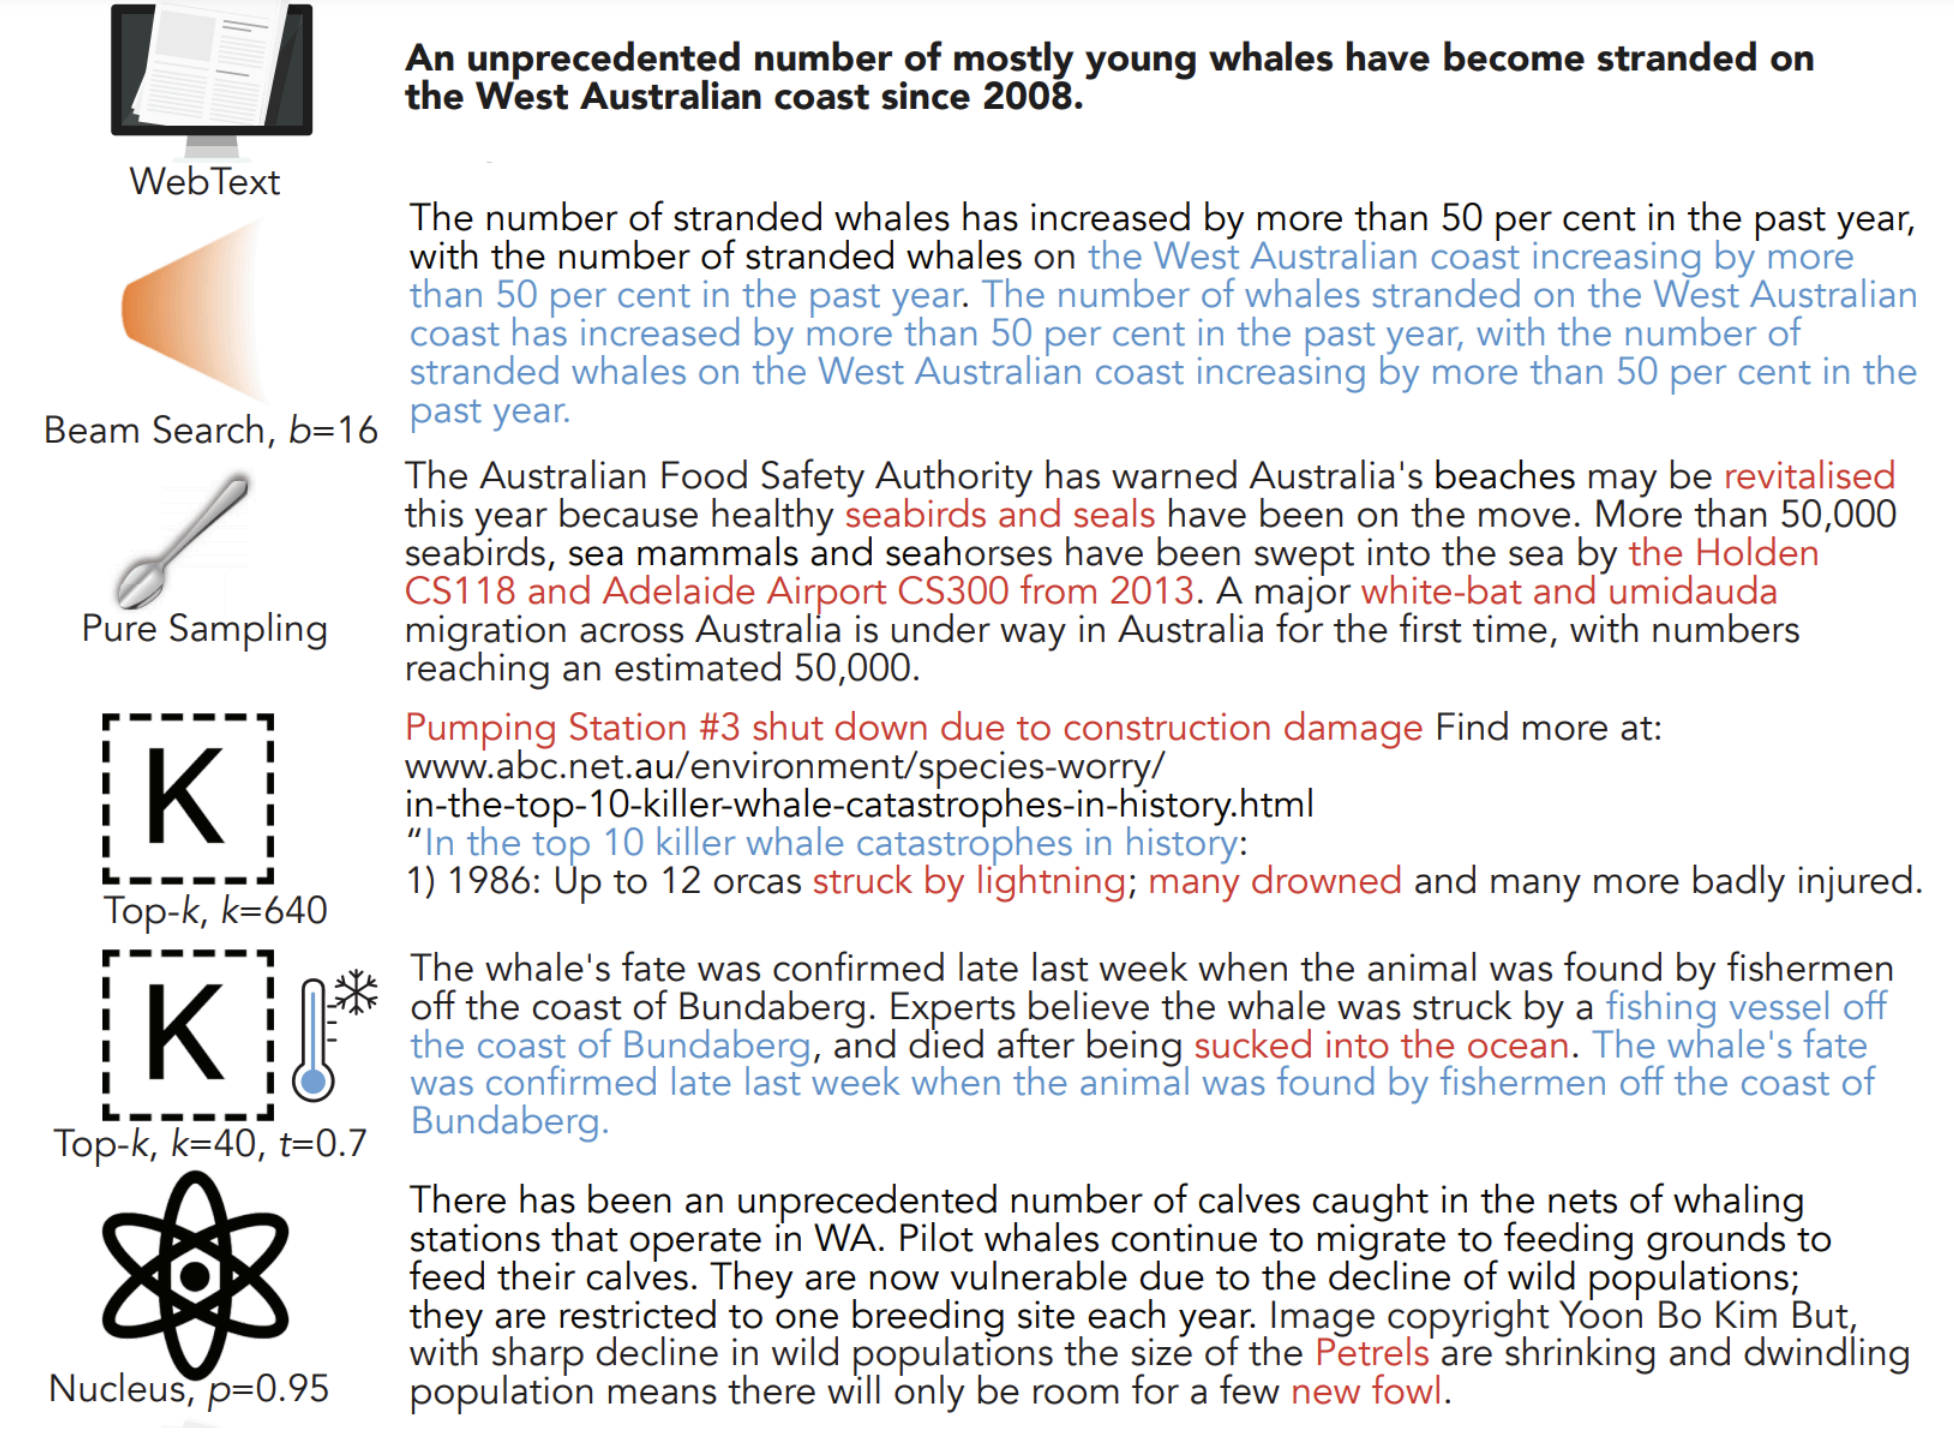 An unprecedented number of mostly young whales have become stranded on
the West Australian coast since 2008.
WebText
The number of stranded whales has increased by more than 50 per cent in the past year,
with the number of stranded whales on the West Australian coast increasing by more
than 50 per cent in the past year. The number of whales stranded on the West Australian
coast has increased by more than 50 per cent in the past year, with the number of
stranded whales on the West Australian coast increasing by more than 50 per cent in the
past year.
Beam Search, b=16
The Australian Food Safety Authority has warned Australia's beaches may be revitalised
this year because healthy seabirds and seals have been on the move. More than 50,000
seabirds, sea mammals and seahorses have been swept into the sea by the Holden
CS118 and Adelaide Airport CS300 from 2013. A major white-bat and umidauda
migration across Australia is under way in Australia for the first time, with numbers
reaching an estimated 50,000.
Pure Sampling
Pumping Station #3 shut down due to construction damage Find more at:
www.abc.net.au/environment/species-worry/
in-the-top-10-killer-whale-catastrophes-in-history.html
“In the top 10 killer whale catastrophes in history:
1) 1986: Up to 12 orcas struck by lightning; many drowned and many more badly injured.
K
Top-k, k=640
The whale's fate was confirmed late last week when the animal was found by fishermen
off the coast of Bundaberg. Experts believe the whale was struck by a fishing vessel off
the coast of Bundaberg, and died after being sucked into the ocean. The whale's fate
was confirmed late last week when the animal was found by fishermen off the coast of
Bundaberg.
K
Top-k, k=40, t=0.7
There has been an unprecedented number of calves caught in the nets of whaling
stations that operate in WA. Pilot whales continue to migrate to feeding grounds to
feed their calves. They are now vulnerable due to the decline of wild populations;
they are restricted to one breeding site each year. Image copyright Yoon Bo Kim But,
with sharp decline in wild populations the size of the Petrels are shrinking and dwindling
population means there will only be room for a few new fowl.
Nucleus, p=0.95